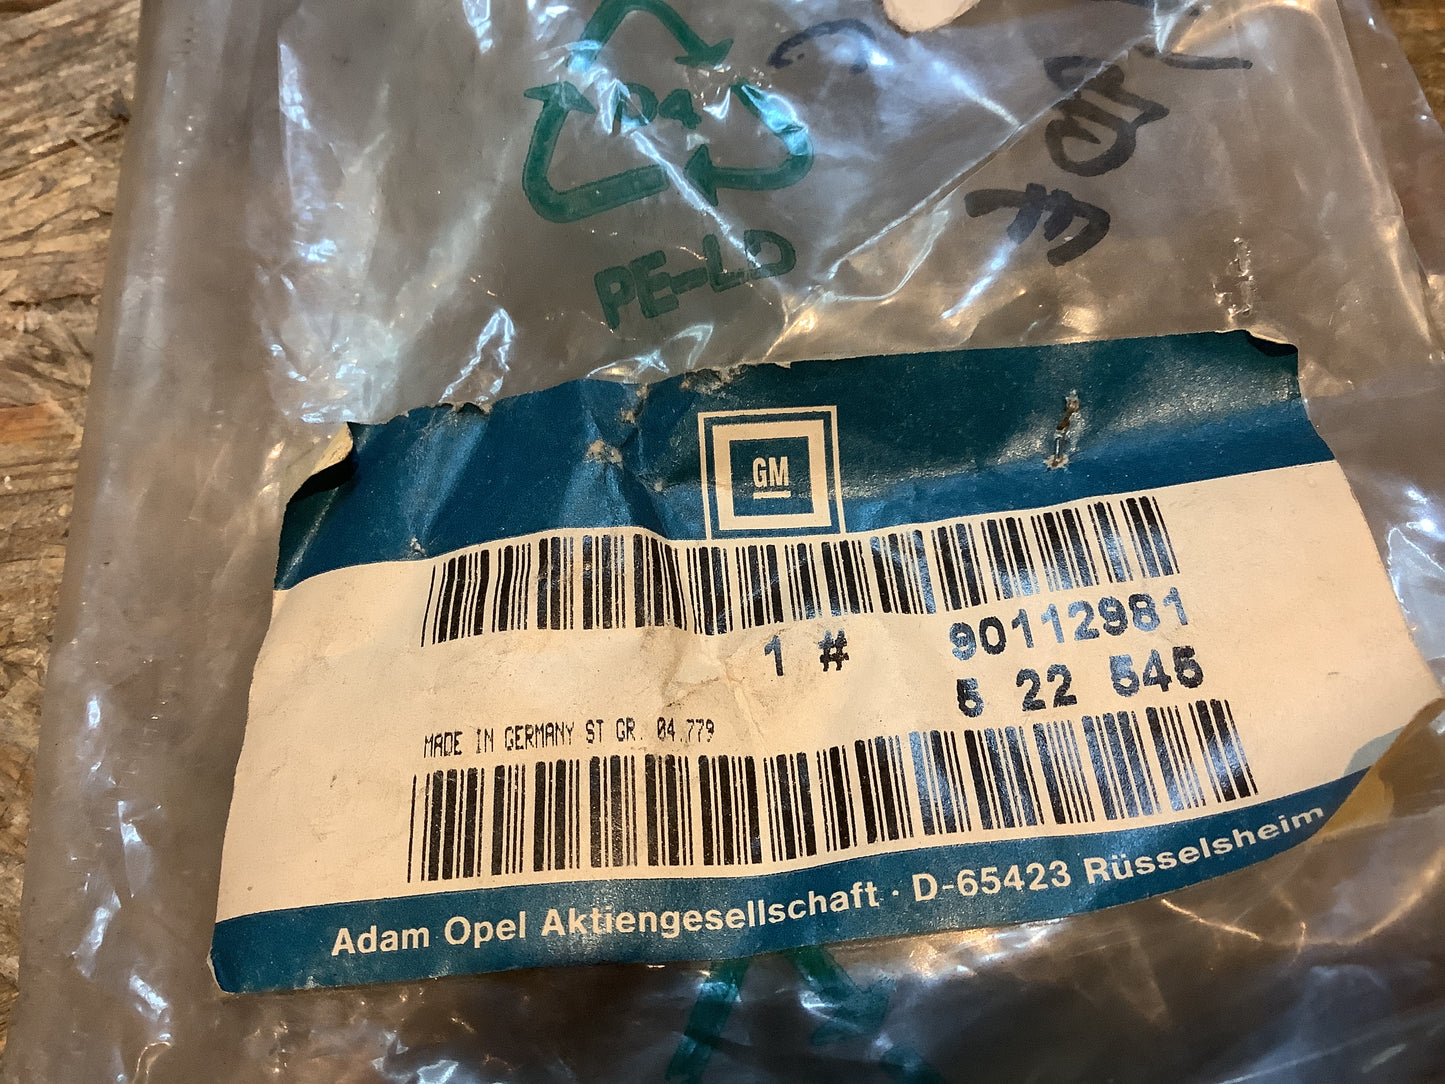 04
PE-LD
GM
1 # 90112981
5 22 545
MADE IN GERMANY ST GR. 04.779
Adam Opel Aktiengesellschaft · D-65423 Rüsselsheim